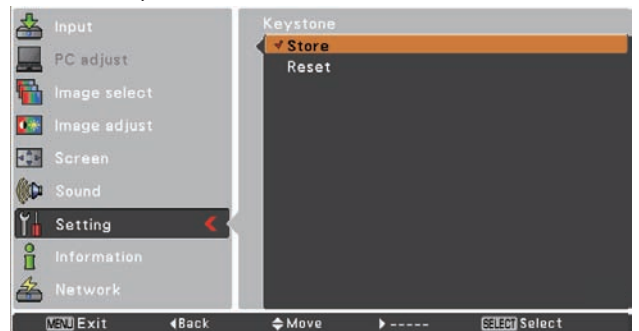 Input
PC adjust
Image select
Image adjust
Screen
Sound
Setting
Information
Network
Keystone
Store
Reset
MENU Exit
Back
Move
-----
SELECT Select